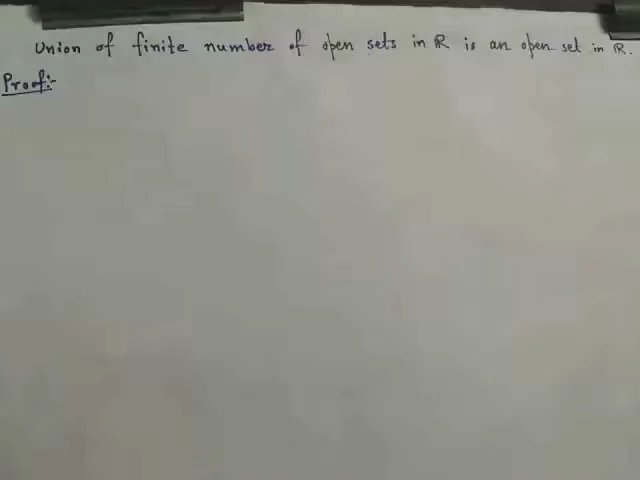 Union of finite number of open sets in R is an open set in R.
Proof:-